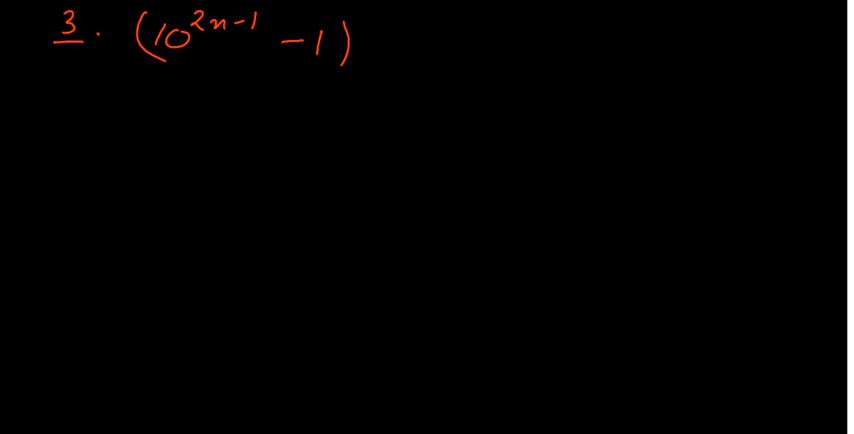 3. (10^{2n-1} - 1)